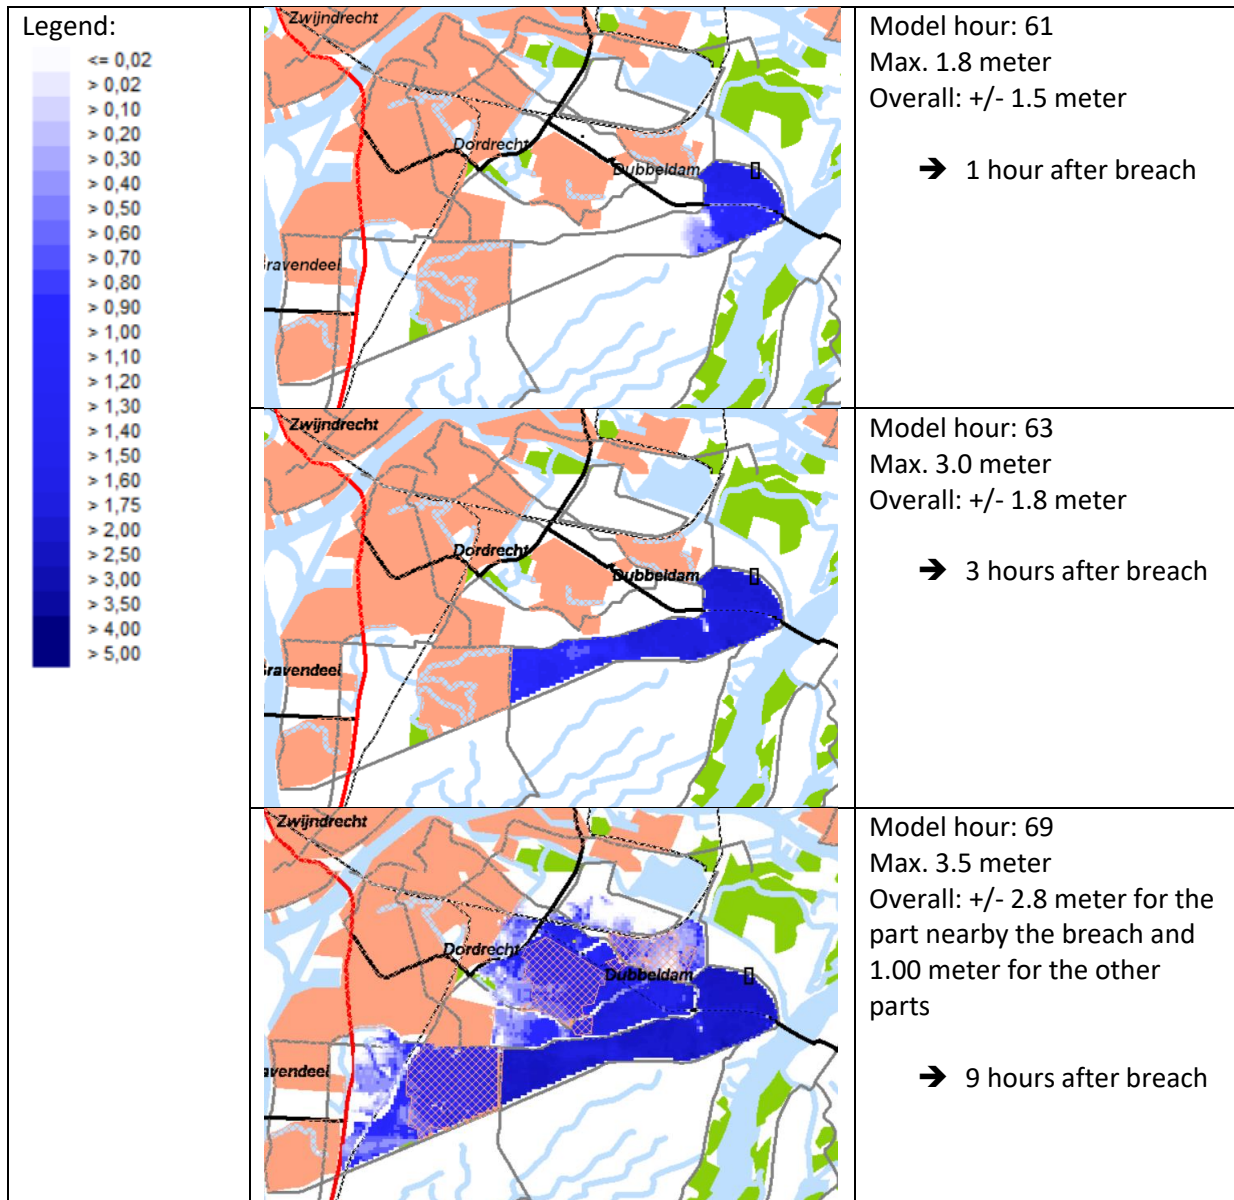 Legend:
<= 0,02
> 0,02
> 0,10
> 0,20
> 0,30
> 0,40
> 0,50
> 0,60
> 0,70
> 0,80
> 0,90
> 1,00
> 1,10
> 1,20
> 1,30
> 1,40
> 1,50
> 1,60
> 1,75
> 2,00
> 2,50
> 3,00
> 3,50
> 4,00
> 5,00
Zwijndrecht
Dordrecht
Dubbeldam
Gravendeel
Model hour: 61
Max. 1.8 meter
Overall: +/- 1.5 meter
➔ 1 hour after breach
Zwijndrecht
Dordrecht
Dubbeldam
Gravendeel
Model hour: 63
Max. 3.0 meter
Overall: +/- 1.8 meter
➔ 3 hours after breach
Zwijndrecht
Dordrecht
Dubbeldam
avendeel
Model hour: 69
Max. 3.5 meter
Overall: +/- 2.8 meter for the
part nearby the breach and
1.00 meter for the other
parts
➔ 9 hours after breach